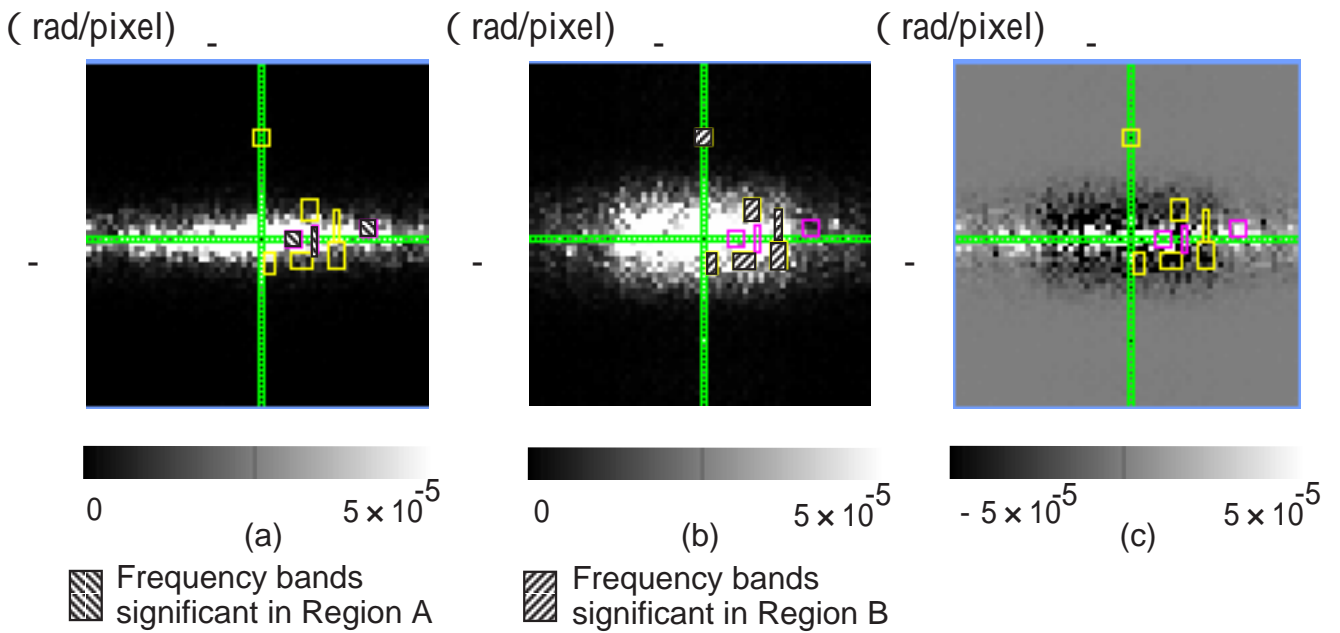 ( rad/pixel) -
( rad/pixel) -
( rad/pixel) -
-
-
-
0
5 × 10^-5
0
5 × 10^-5
- 5 × 10^-5
5 × 10^-5
(a)
(b)
(c)
Frequency bands
significant in Region A
Frequency bands
significant in Region B